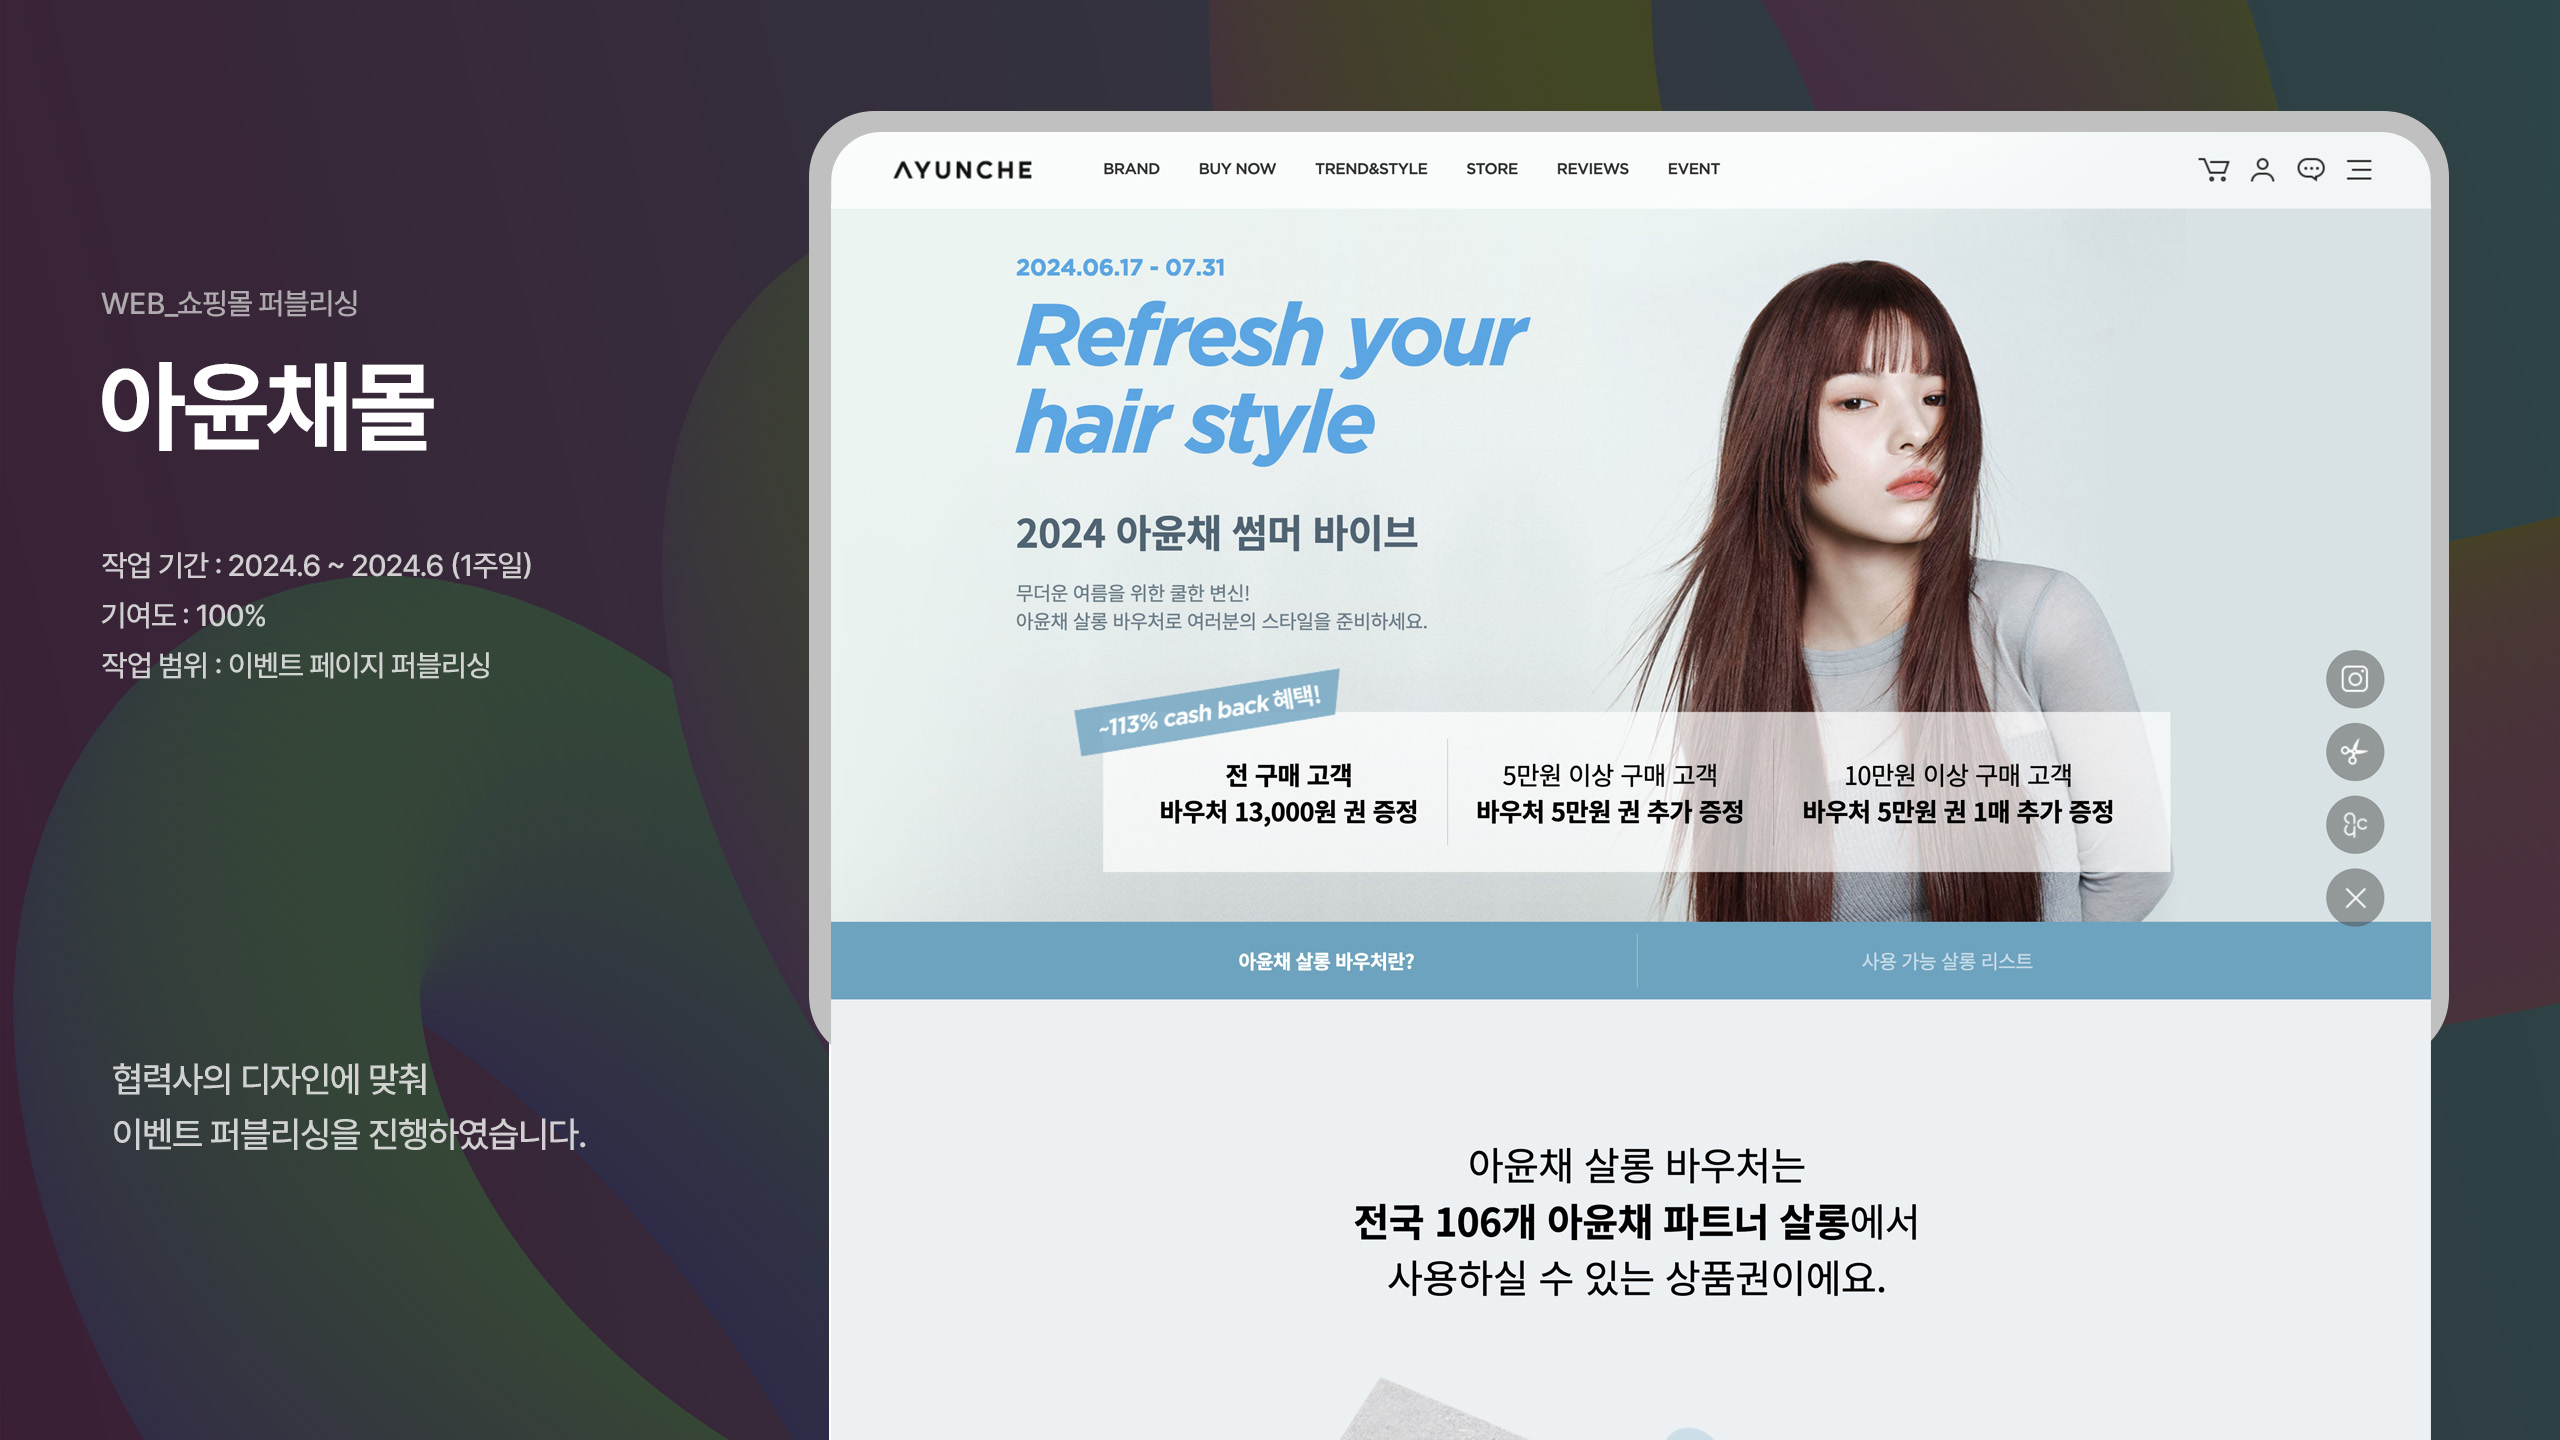 WEB_쇼핑몰 퍼블리싱
아윤채몰
작업 기간 : 2024.6 ~ 2024.6 (1주일)
기여도 : 100%
작업 범위 : 이벤트 페이지 퍼블리싱
협력사의 디자인에 맞춰
이벤트 퍼블리싱을 진행하였습니다.
AYUNCHE BRAND BUY NOW TREND&STYLE STORE REVIEWS EVENT
2024.06.17 - 07.31
Refresh your
hair style
2024 아윤채 썸머 바이브
무더운 여름을 위한 쿨한 변신!
아윤채 살롱 바우처로 여러분의 스타일을 준비하세요.
~113% cash back 혜택!
전 구매 고객
바우처 13,000원 권 증정
5만원 이상 구매 고객
바우처 5만원 권 추가 증정
10만원 이상 구매 고객
바우처 5만원 권 1매 추가 증정
아윤채 살롱 바우처란?
사용 가능 살롱 리스트
아윤채 살롱 바우처는
전국 106개 아윤채 파트너 살롱에서
사용하실 수 있는 상품권이에요.